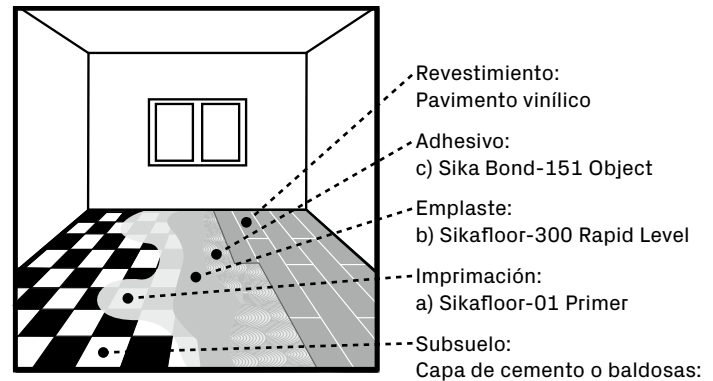 Revestimiento:
Pavimento vinílico
Adhesivo:
c) Sika Bond-151 Object
Emplaste:
b) Sikafloor-300 Rapid Level
Imprimación:
a) Sikafloor-01 Primer
Subsuelo:
Capa de cemento o baldosas: